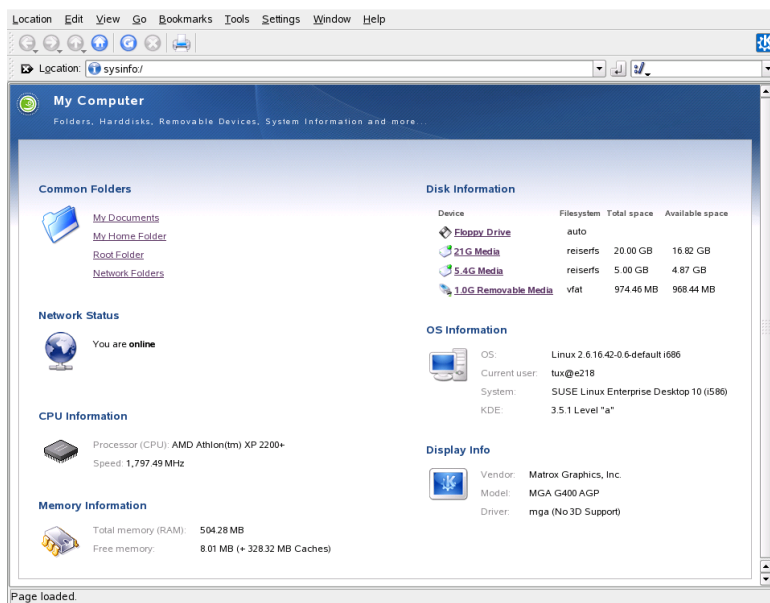 Location Edit View Go Bookmarks Tools Settings Window Help
Location: sysinfo:/
My Computer
Folders, Harddisks, Removable Devices, System Information and more...
Common Folders
My Documents
My Home Folder
Root Folder
Network Folders
Network Status
You are online
CPU Information
Processor (CPU): AMD Athlon(tm) XP 2200+
Speed: 1,797.49 MHz
Memory Information
Total memory (RAM): 504.28 MB
Free memory: 8.01 MB (+ 328.32 MB Caches)
Disk Information
Device Filesystem Total space Available space
Floppy Drive auto
21G Media reiserfs 20.00 GB 16.82 GB
5.4G Media reiserfs 5.00 GB 4.87 GB
1.0G Removable Media vfat 974.46 MB 968.44 MB
OS Information
OS: Linux 2.6.16.42-0.6-default i686
Current user: tux@e218
System: SUSE Linux Enterprise Desktop 10 (i586)
KDE: 3.5.1 Level "a"
Display Info
Vendor: Matrox Graphics, Inc.
Model: MGA G400 AGP
Driver: mga (No 3D Support)
Page loaded.